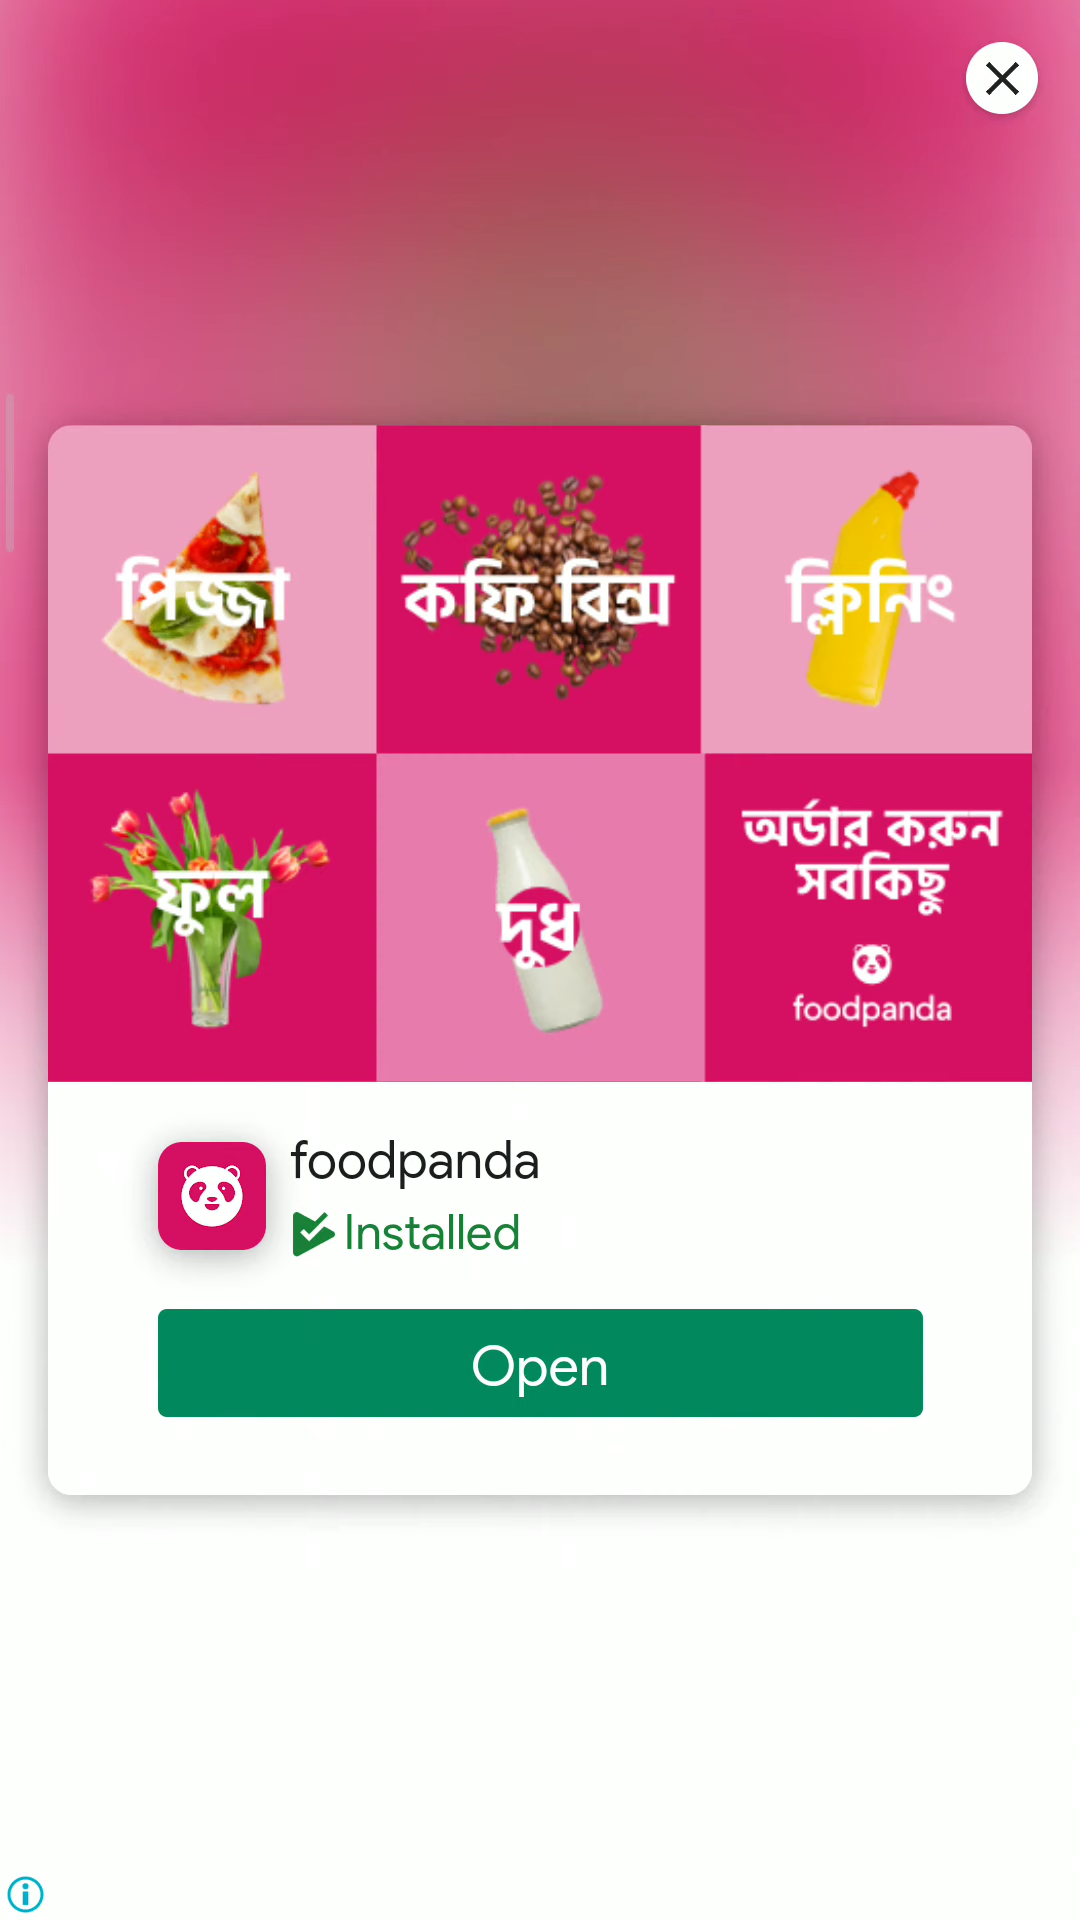 পিজ্জা
কফি বিন্স
ক্লিনিং
ফুল
দুধ
অর্ডার করুন
সবকিছু
foodpanda
foodpanda
Installed
Open